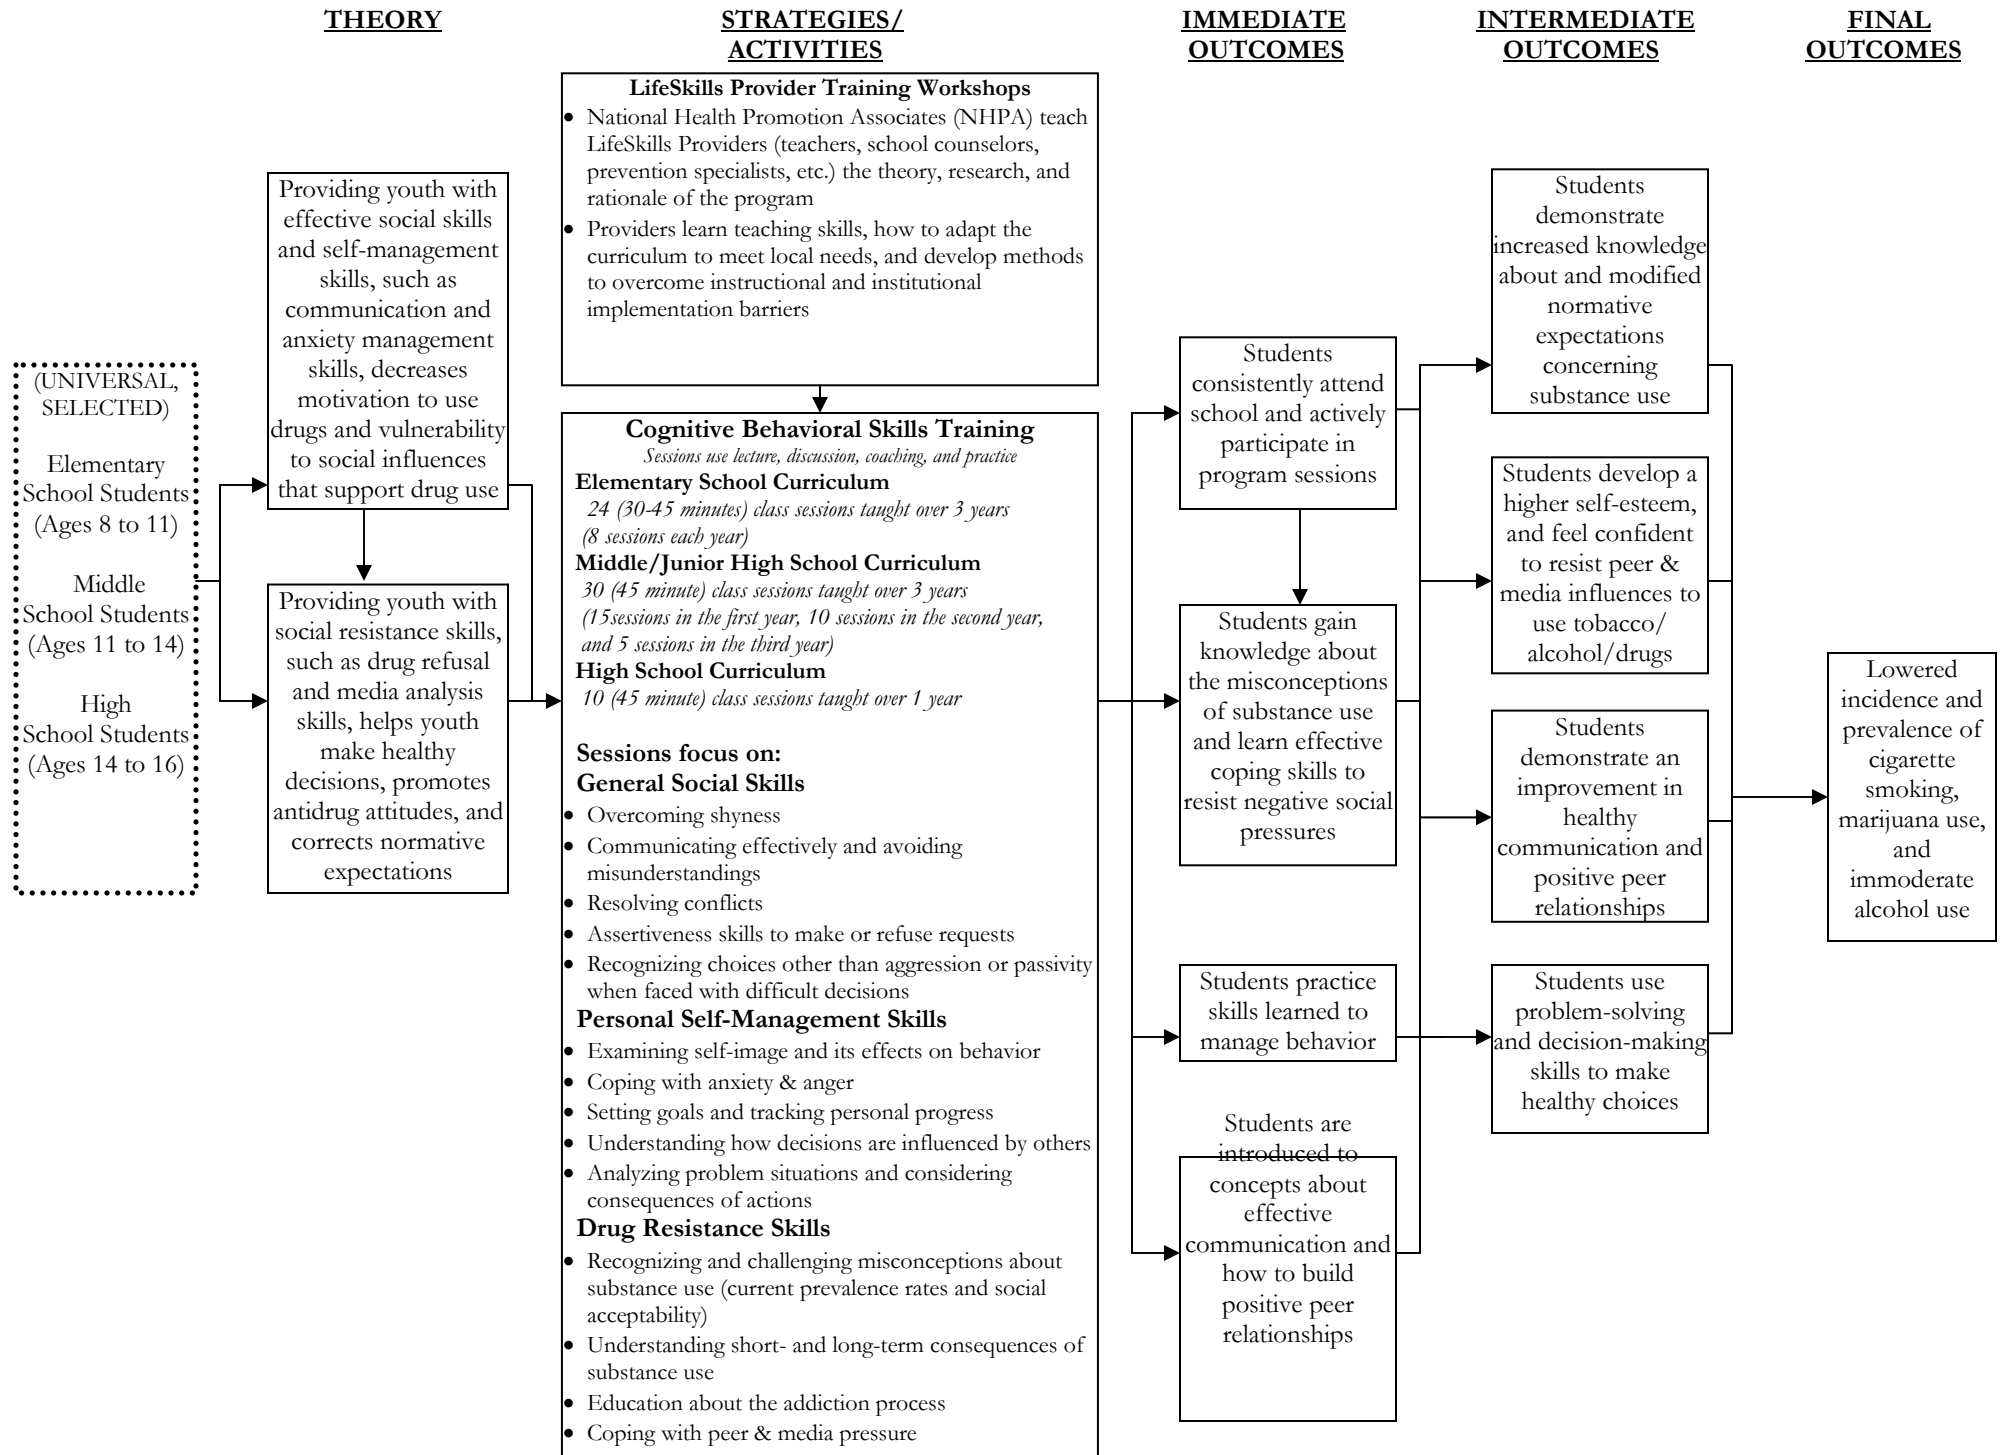 THEORY
STRATEGIES/
ACTIVITIES
IMMEDIATE
OUTCOMES
INTERMEDIATE
OUTCOMES
FINAL
OUTCOMES
(UNIVERSAL,
SELECTED)
Elementary
School Students
(Ages 8 to 11)
Middle
School Students
(Ages 11 to 14)
High
School Students
(Ages 14 to 16)
Providing youth with
effective social skills
and self-management
skills, such as
communication and
anxiety management
skills, decreases
motivation to use
drugs and vulnerability
to social influences
that support drug use
Providing youth with
social resistance skills,
such as drug refusal
and media analysis
skills, helps youth
make healthy
decisions, promotes
antidrug attitudes, and
corrects normative
expectations
LifeSkills Provider Training Workshops
• National Health Promotion Associates (NHPA) teach
LifeSkills Providers (teachers, school counselors,
prevention specialists, etc.) the theory, research, and
rationale of the program
• Providers learn teaching skills, how to adapt the
curriculum to meet local needs, and develop methods
to overcome instructional and institutional
implementation barriers
Cognitive Behavioral Skills Training
Sessions use lecture, discussion, coaching, and practice
Elementary School Curriculum
24 (30-45 minutes) class sessions taught over 3 years
(8 sessions each year)
Middle/Junior High School Curriculum
30 (45 minute) class sessions taught over 3 years
(15sessions in the first year, 10 sessions in the second year,
and 5 sessions in the third year)
High School Curriculum
10 (45 minute) class sessions taught over 1 year
Sessions focus on:
General Social Skills
• Overcoming shyness
• Communicating effectively and avoiding
misunderstandings
• Resolving conflicts
• Assertiveness skills to make or refuse requests
• Recognizing choices other than aggression or passivity
when faced with difficult decisions
Personal Self-Management Skills
• Examining self-image and its effects on behavior
• Coping with anxiety & anger
• Setting goals and tracking personal progress
• Understanding how decisions are influenced by others
• Analyzing problem situations and considering
consequences of actions
Drug Resistance Skills
• Recognizing and challenging misconceptions about
substance use (current prevalence rates and social
acceptability)
• Understanding short- and long-term consequences of
substance use
• Education about the addiction process
• Coping with peer & media pressure
Students
consistently attend
school and actively
participate in
program sessions
Students gain
knowledge about
the misconceptions
of substance use
and learn effective
coping skills to
resist negative social
pressures
Students practice
skills learned to
manage behavior
Students are
introduced to
concepts about
effective
communication and
how to build
positive peer
relationships
Students
demonstrate
increased knowledge
about and modified
normative
expectations
concerning
substance use
Students develop a
higher self-esteem,
and feel confident
to resist peer &
media influences to
use tobacco/
alcohol/drugs
Students
demonstrate an
improvement in
healthy
communication and
positive peer
relationships
Students use
problem-solving
and decision-making
skills to make
healthy choices
Lowered
incidence and
prevalence of
cigarette
smoking,
marijuana use,
and
immoderate
alcohol use